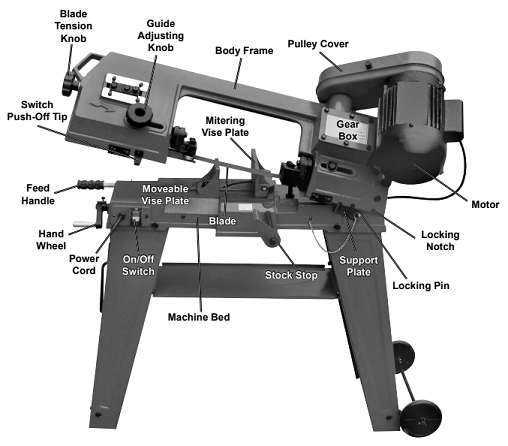 Blade
Tension
Knob
Guide
Adjusting
Knob
Body Frame
Pulley Cover
Switch
Push-Off Tip
Mitering
Vise Plate
Gear
Box
Feed
Handle
Moveable
Vise Plate
Motor
Blade
Hand
Wheel
Locking
Notch
Power
Cord
On/Off
Switch
Stock Stop
Support
Plate
Locking Pin
Machine Bed